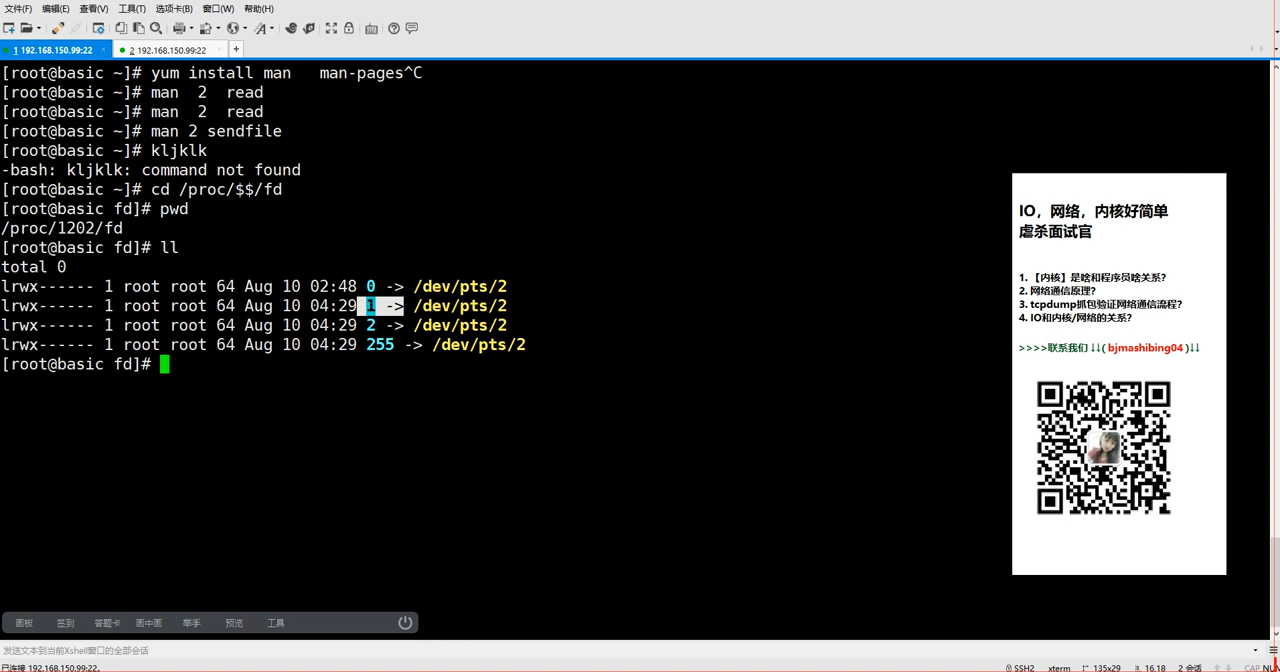 文件(F) 编辑(E) 查看(V) 工具(T) 选项卡(B) 窗口(W) 帮助(H)
1 192.168.150.99:22 × 2 192.168.150.99:22 × +
[root@basic ~]# yum install man   man-pages^C
[root@basic ~]# man  2  read
[root@basic ~]# man  2  read
[root@basic ~]# man 2 sendfile
[root@basic ~]# kljklk
-bash: kljklk: command not found
[root@basic ~]# cd /proc/$$/fd
[root@basic fd]# pwd
/proc/1202/fd
[root@basic fd]# ll
total 0
lrwx------ 1 root root 64 Aug 10 02:48 0 -> /dev/pts/2
lrwx------ 1 root root 64 Aug 10 04:29 1 -> /dev/pts/2
lrwx------ 1 root root 64 Aug 10 04:29 2 -> /dev/pts/2
lrwx------ 1 root root 64 Aug 10 04:29 255 -> /dev/pts/2
[root@basic fd]#
IO，网络，内核好简单
虐杀面试官
1. 【内核】是啥和程序员啥关系?
2. 网络通信原理?
3. tcpdump抓包验证网络通信流程?
4. IO和内核/网络的关系?
>>>>联系我们↓↓( bjmashibing04 )↓↓
画板 签到 答题卡 画中画 举手 预览 工具
发送文本到当前Xshell窗口的全部会话
已连接 192.168.150.99:22. SSH2 xterm 135x29 16,18 2 会话 CAP NUM